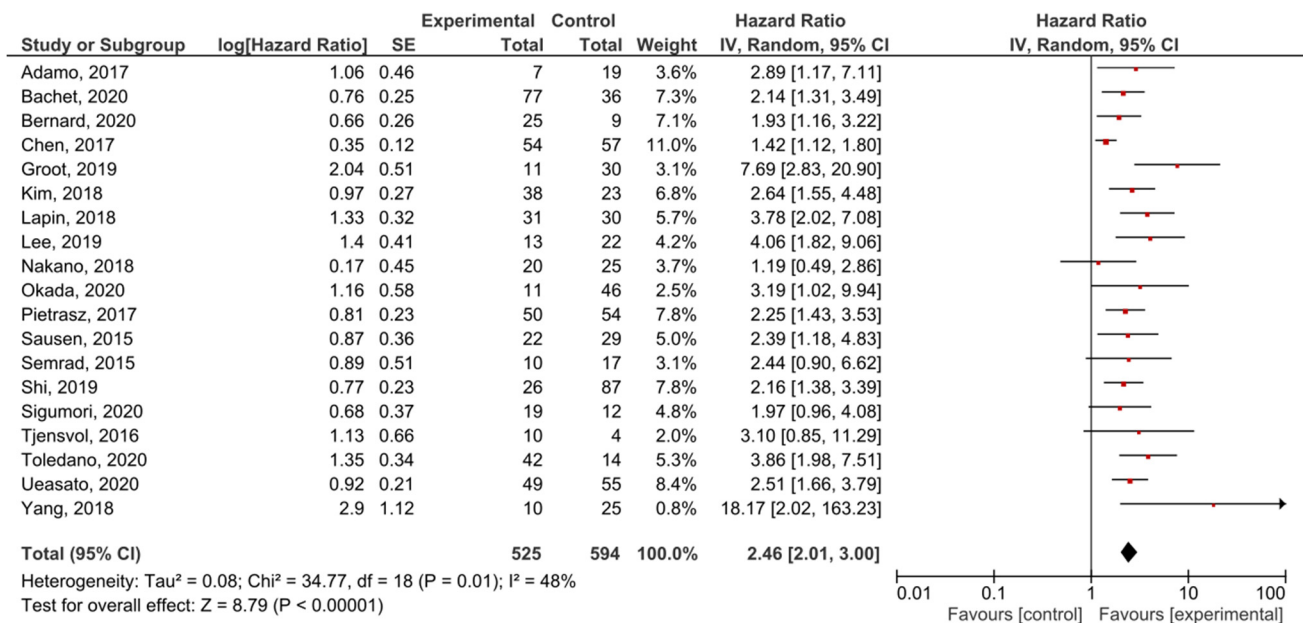 Experimental Control Hazard Ratio Hazard Ratio
Study or Subgroup log[Hazard Ratio] SE Total Total Weight IV, Random, 95% CI IV, Random, 95% CI
Adamo, 2017 1.06 0.46 7 19 3.6% 2.89 [1.17, 7.11]
Bachet, 2020 0.76 0.25 77 36 7.3% 2.14 [1.31, 3.49]
Bernard, 2020 0.66 0.26 25 9 7.1% 1.93 [1.16, 3.22]
Chen, 2017 0.35 0.12 54 57 11.0% 1.42 [1.12, 1.80]
Groot, 2019 2.04 0.51 11 30 3.1% 7.69 [2.83, 20.90]
Kim, 2018 0.97 0.27 38 23 6.8% 2.64 [1.55, 4.48]
Lapin, 2018 1.33 0.32 31 30 5.7% 3.78 [2.02, 7.08]
Lee, 2019 1.4 0.41 13 22 4.2% 4.06 [1.82, 9.06]
Nakano, 2018 0.17 0.45 20 25 3.7% 1.19 [0.49, 2.86]
Okada, 2020 1.16 0.58 11 46 2.5% 3.19 [1.02, 9.94]
Pietrasz, 2017 0.81 0.23 50 54 7.8% 2.25 [1.43, 3.53]
Sausen, 2015 0.87 0.36 22 29 5.0% 2.39 [1.18, 4.83]
Semrad, 2015 0.89 0.51 10 17 3.1% 2.44 [0.90, 6.62]
Shi, 2019 0.77 0.23 26 87 7.8% 2.16 [1.38, 3.39]
Sigumori, 2020 0.68 0.37 19 12 4.8% 1.97 [0.96, 4.08]
Tjensvol, 2016 1.13 0.66 10 4 2.0% 3.10 [0.85, 11.29]
Toledano, 2020 1.35 0.34 42 14 5.3% 3.86 [1.98, 7.51]
Ueasato, 2020 0.92 0.21 49 55 8.4% 2.51 [1.66, 3.79]
Yang, 2018 2.9 1.12 10 25 0.8% 18.17 [2.02, 163.23]
Total (95% CI) 525 594 100.0% 2.46 [2.01, 3.00]
Heterogeneity: Tau² = 0.08; Chi² = 34.77, df = 18 (P = 0.01); I² = 48%
Test for overall effect: Z = 8.79 (P < 0.00001)
0.01 0.1 1 10 100
Favours [control] Favours [experimental]